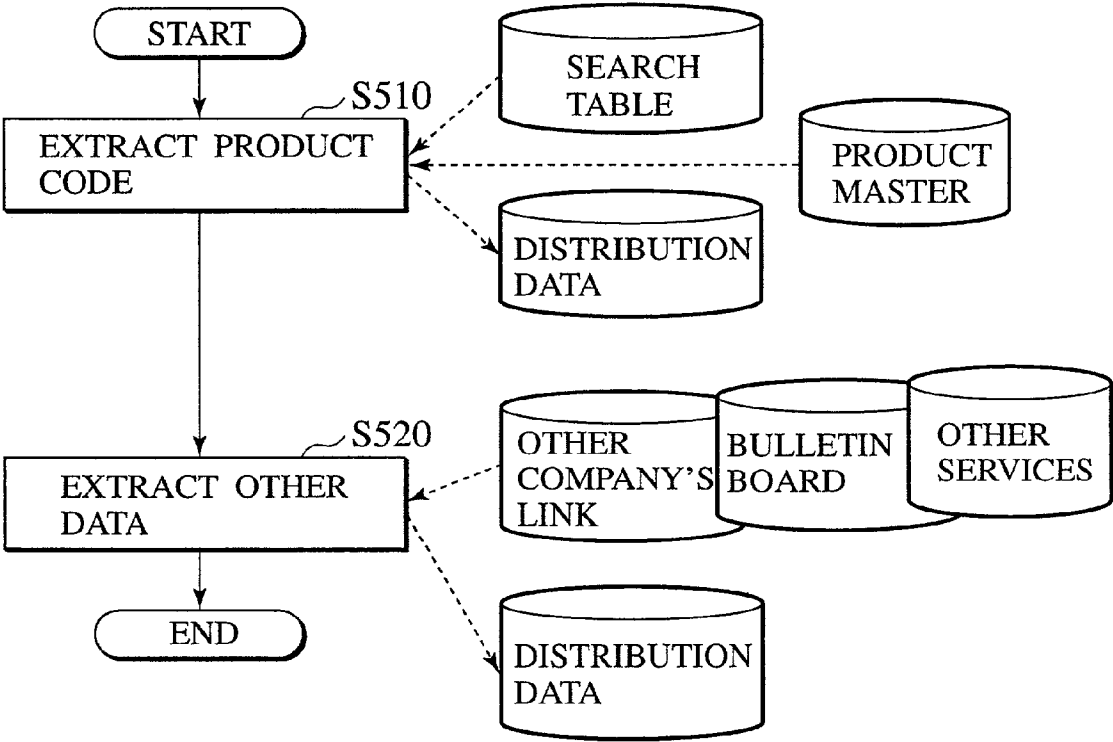 START
SEARCH
TABLE
S510
EXTRACT PRODUCT
CODE
PRODUCT
MASTER
DISTRIBUTION
DATA
S520
EXTRACT OTHER
DATA
OTHER
COMPANY'S
LINK
BULLETIN
BOARD
OTHER
SERVICES
END
DISTRIBUTION
DATA